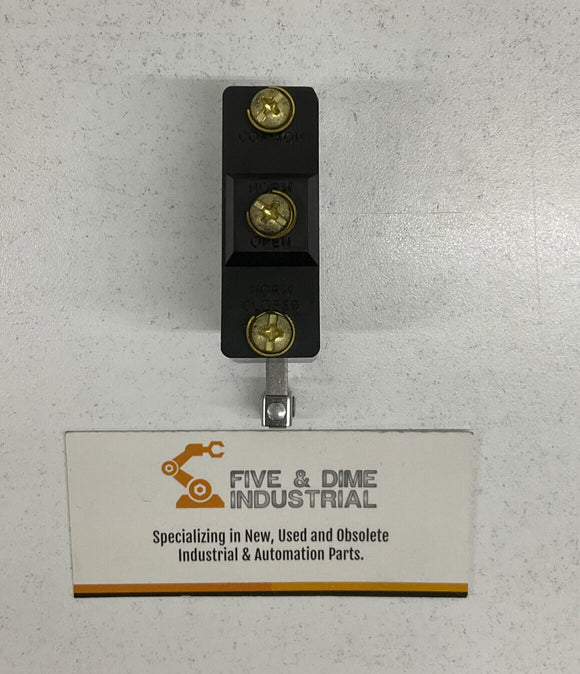 COMMON
NORM
OPEN
NORM
CLOSED
FIVE & DIME
INDUSTRIAL
Specializing in New, Used and Obsolete
Industrial & Automation Parts.